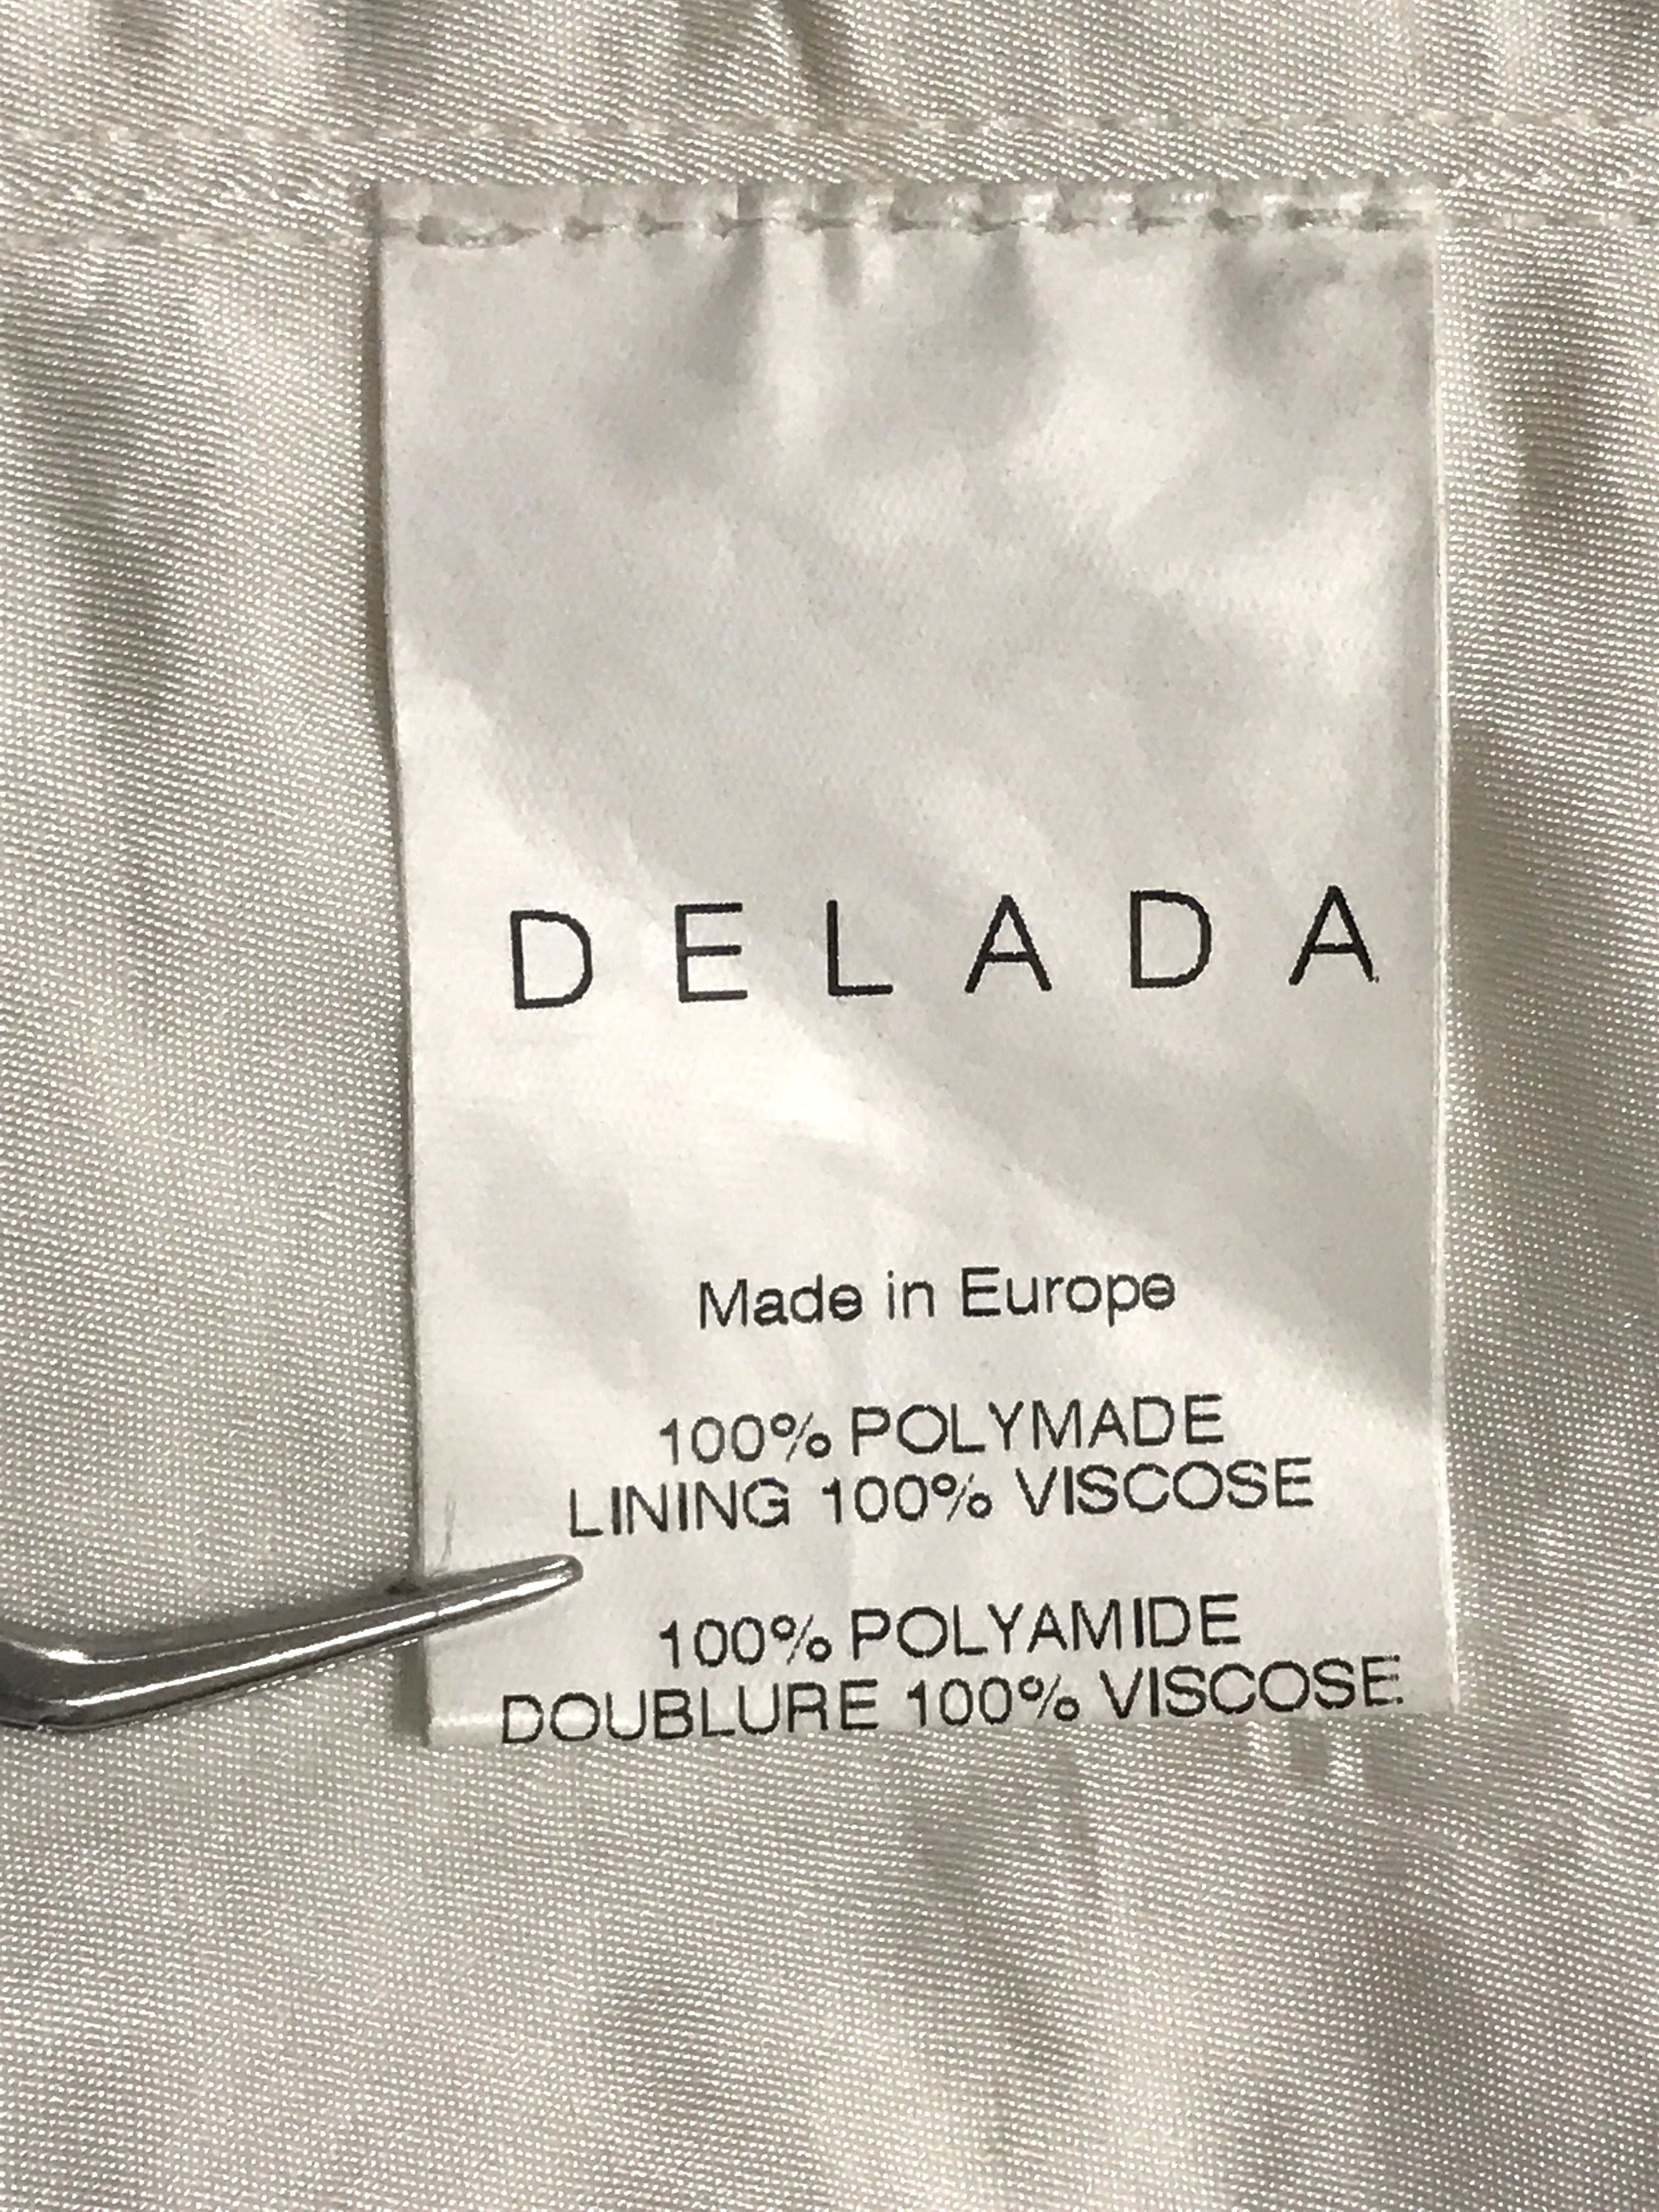 DELADA
Made in Europe
100% POLYMADE
LINING 100% VISCOSE
100% POLYAMIDE
DOUBLURE 100% VISCOSE